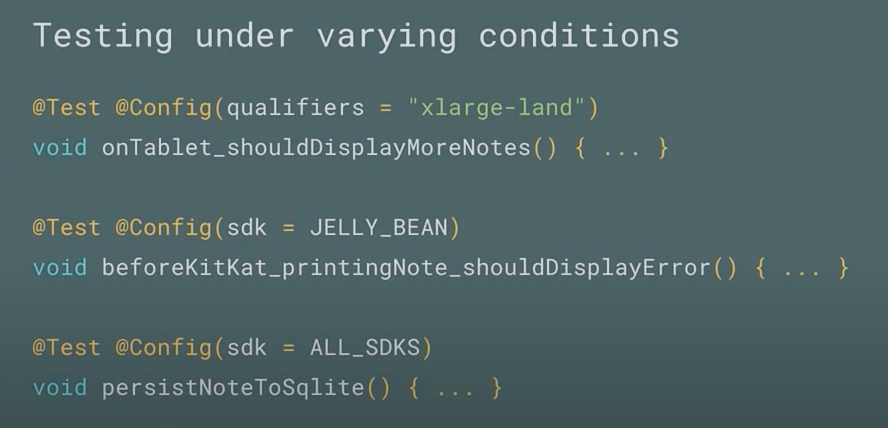 Testing under varying conditions
@Test @Config(qualifiers = "xlarge-land")
void onTablet_shouldDisplayMoreNotes() { ... }
@Test @Config(sdk = JELLY_BEAN)
void beforeKitKat_printingNote_shouldDisplayError() { ... }
@Test @Config(sdk = ALL_SDKS)
void persistNoteToSqlite() { ... }